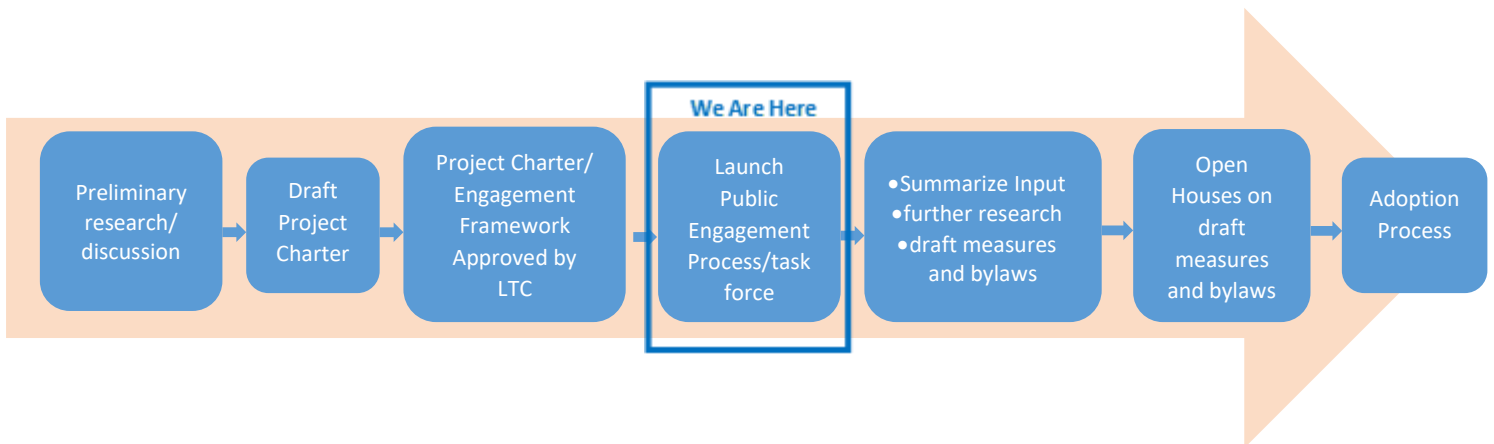 We Are Here
Preliminary
research/
discussion
Draft
Project
Charter
Project Charter/
Engagement
Framework
Approved by
LTC
Launch
Public
Engagement
Process/task
force
•Summarize Input
•further research
•draft measures
and bylaws
Open
Houses on
draft
measures
and bylaws
Adoption
Process